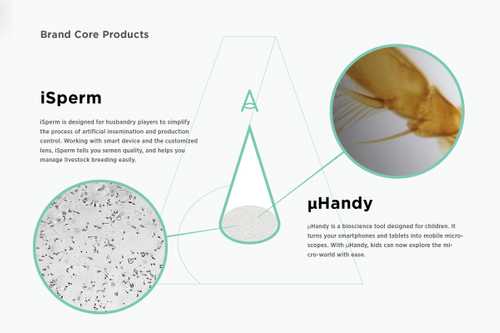 Brand Core Products
iSperm
iSperm is designed for husbandry players to simplify
the process of artificial insemination and production
control. Working with smart device and the customized
lens, iSperm tells you semen quality, and helps you
manage livestock breeding easily.
μHandy
μHandy is a bioscience tool designed for children. It
turns your smartphones and tablets into mobile micro-
scopes. With μHandy, kids can now explore the mi-
cro-world with ease.